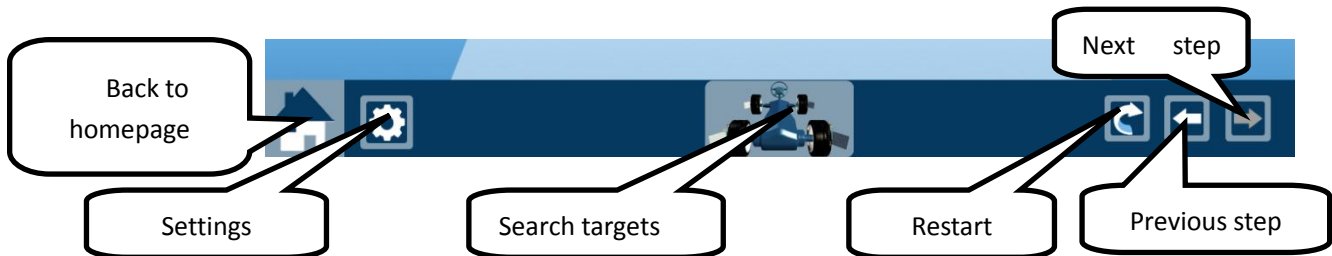 Next step
Back to
homepage
Settings
Search targets
Restart
Previous step